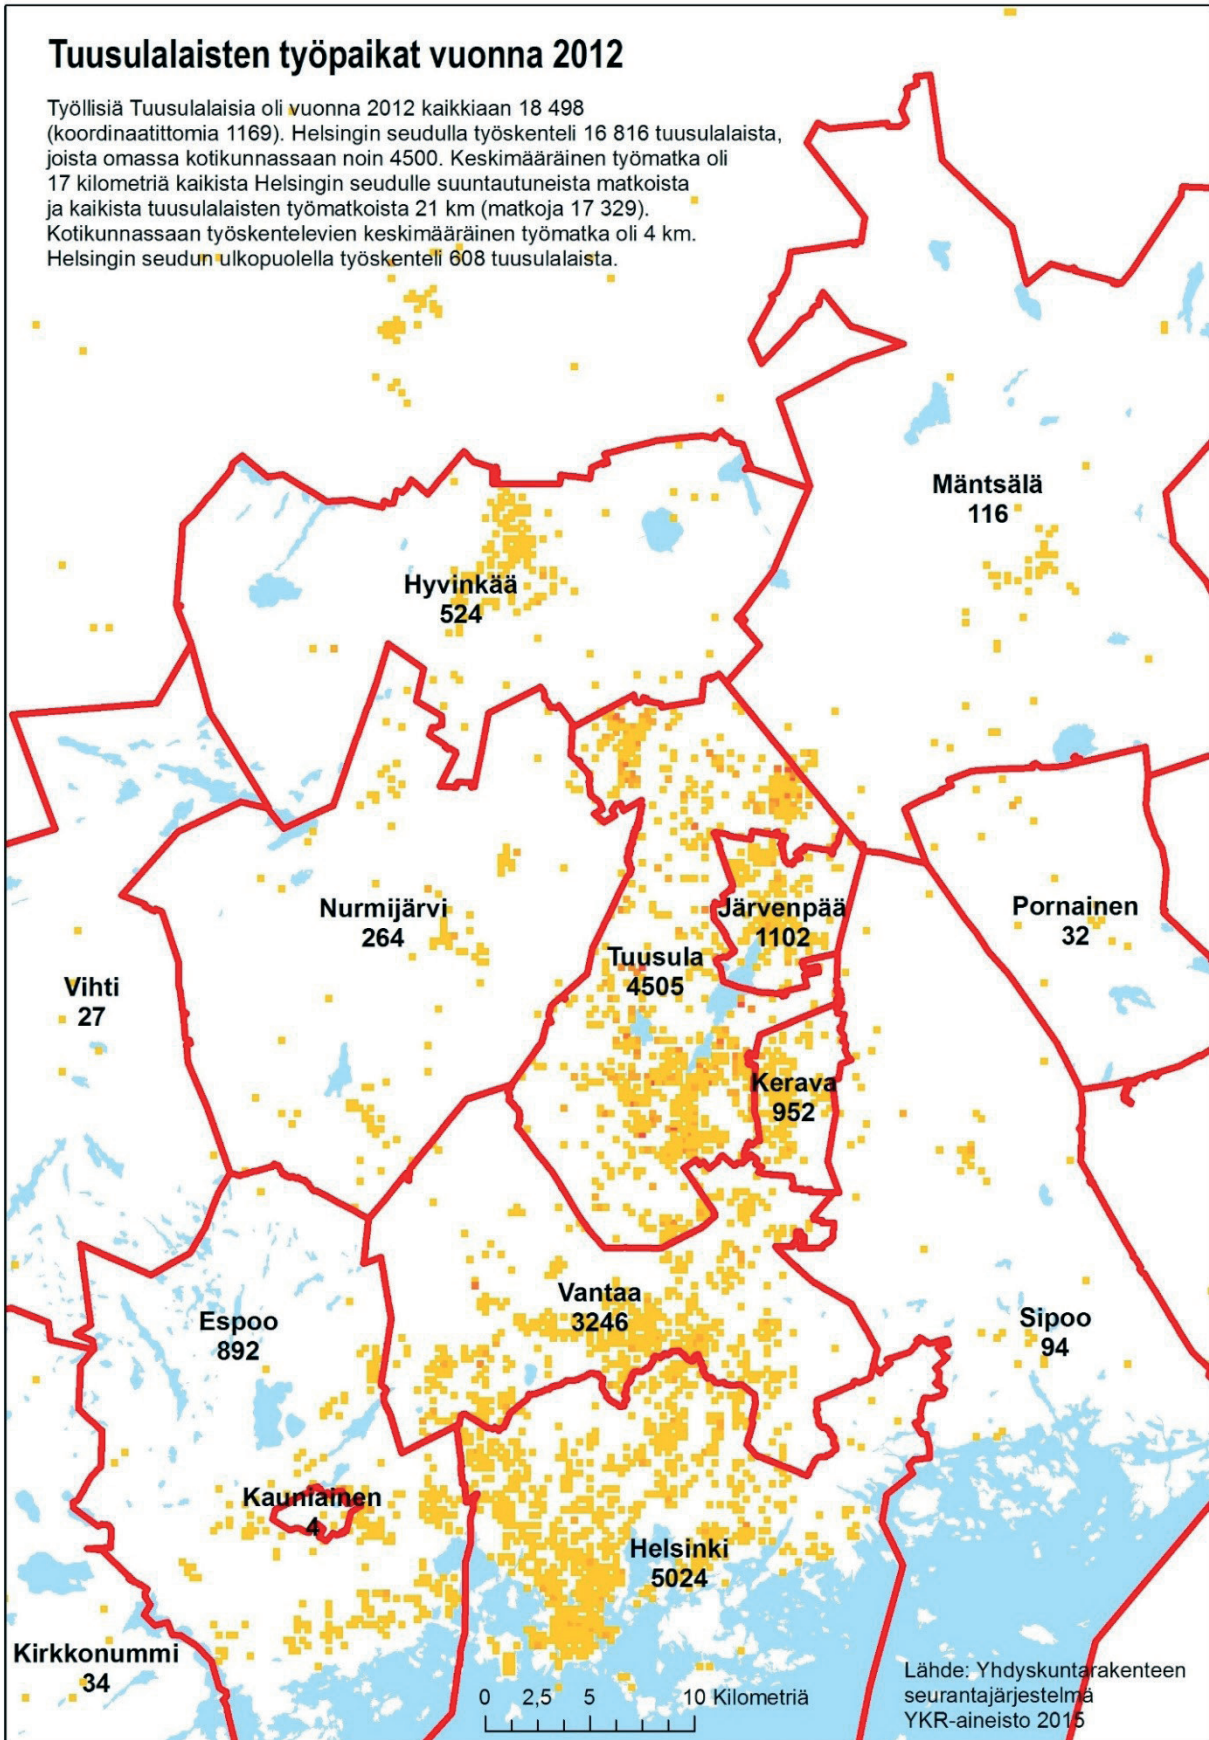 Tuusulalaisten työpaikat vuonna 2012
Työllisiä Tuusulalaisia oli vuonna 2012 kaikkiaan 18 498
(koordinaatittomia 1169). Helsingin seudulla työskenteli 16 816 tuusulalaista,
joista omassa kotikunnassaan noin 4500. Keskimääräinen työmatka oli
17 kilometriä kaikista Helsingin seudulle suuntautuneista matkoista
ja kaikista tuusulalaisten työmatkoista 21 km (matkoja 17 329).
Kotikunnassaan työskentelevien keskimääräinen työmatka oli 4 km.
Helsingin seudun ulkopuolella työskenteli 608 tuusulalaista.
Mäntsälä
116
Hyvinkää
524
Nurmijärvi
264
Järvenpää
1102
Pornainen
32
Tuusula
4505
Vihti
27
Kerava
952
Vantaa
3246
Espoo
892
Sipoo
94
Kauniainen
4
Helsinki
5024
Kirkkonummi
34
0 2,5 5 10 Kilometriä
Lähde: Yhdyskuntarakenteen
seurantajärjestelmä
YKR-aineisto 2015